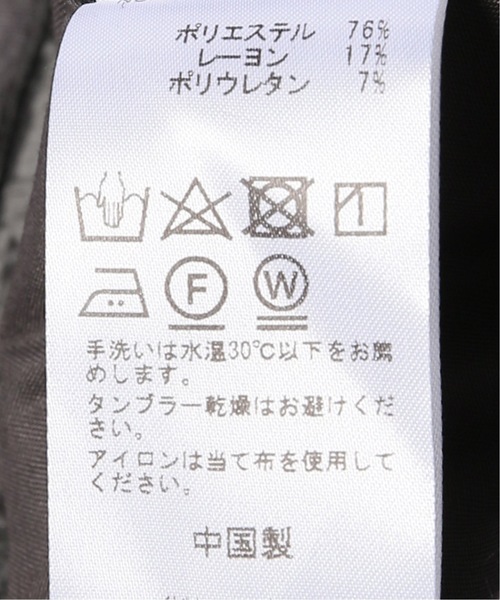 ポリエステル 76%
レーヨン 17%
ポリウレタン 7%
F W
手洗いは水温30℃以下をお薦
めします。
タンブラー乾燥はお避けくだ
さい。
アイロンは当て布を使用して
ください。
中国製